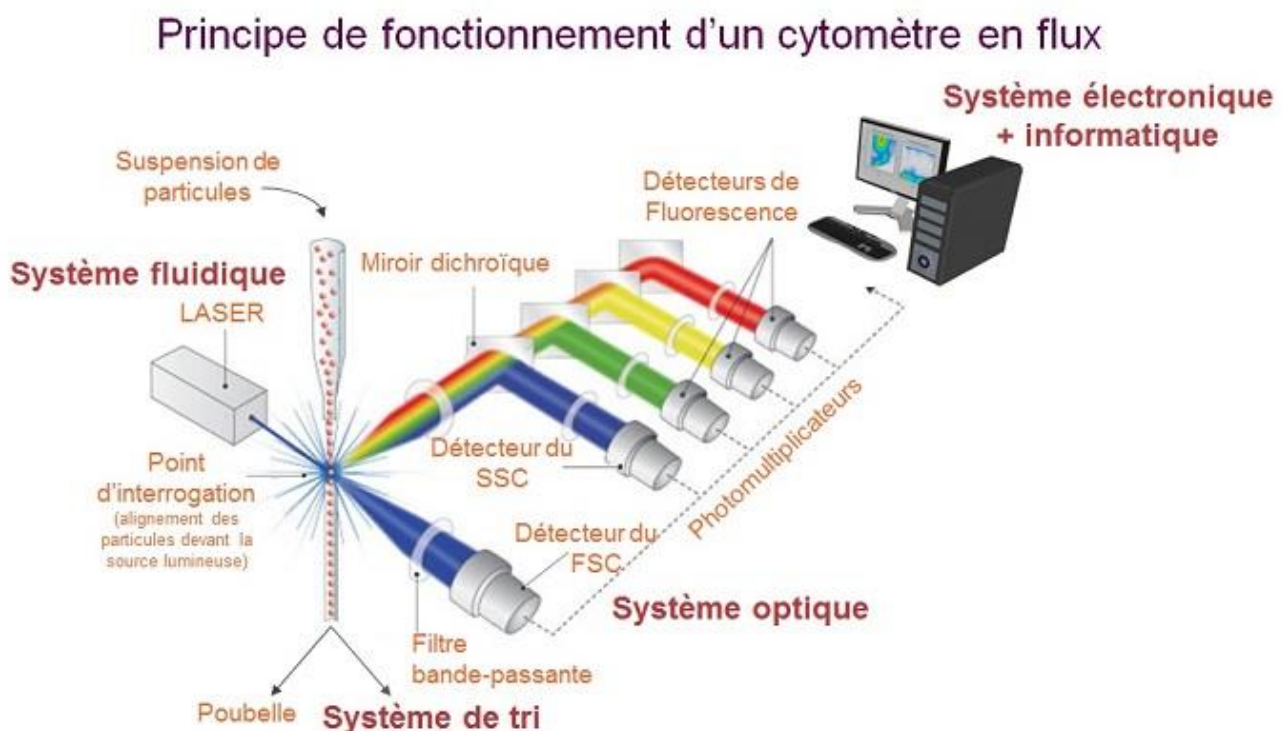 Principe de fonctionnement d'un cytomètre en flux
Système électronique
+ informatique
Suspension de
particules
Détecteurs de
Fluorescence
Miroir dichroïque
Système fluidique
LASER
Point
d'interrogation
(alignement des
particules devant la
source lumineuse)
Détecteur du
SSC
Photomultiplicateurs
Détecteur du
FSC
Système optique
Filtre
bande-passante
Poubelle
Système de tri